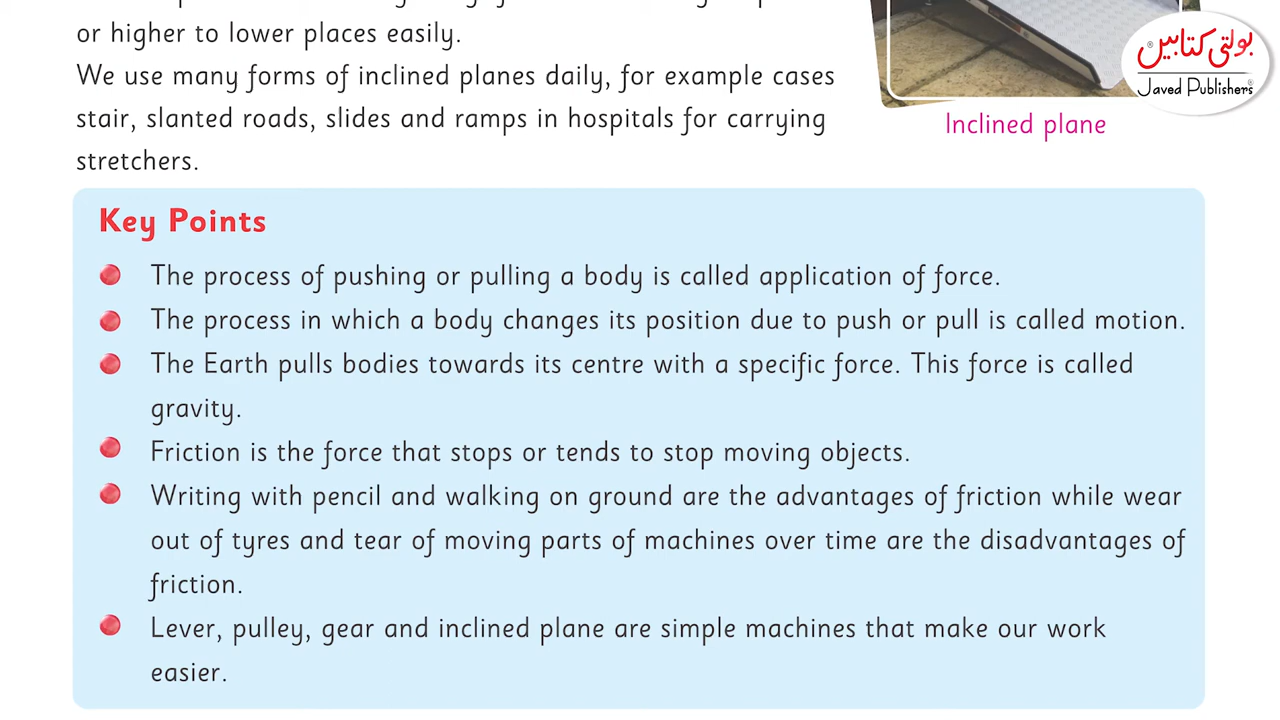 or higher to lower places easily.
We use many forms of inclined planes daily, for example cases
stair, slanted roads, slides and ramps in hospitals for carrying
stretchers.
بولتی کتابیں
Javed Publishers
Inclined plane
Key Points
The process of pushing or pulling a body is called application of force.
The process in which a body changes its position due to push or pull is called motion.
The Earth pulls bodies towards its centre with a specific force. This force is called
gravity.
Friction is the force that stops or tends to stop moving objects.
Writing with pencil and walking on ground are the advantages of friction while wear
out of tyres and tear of moving parts of machines over time are the disadvantages of
friction.
Lever, pulley, gear and inclined plane are simple machines that make our work
easier.